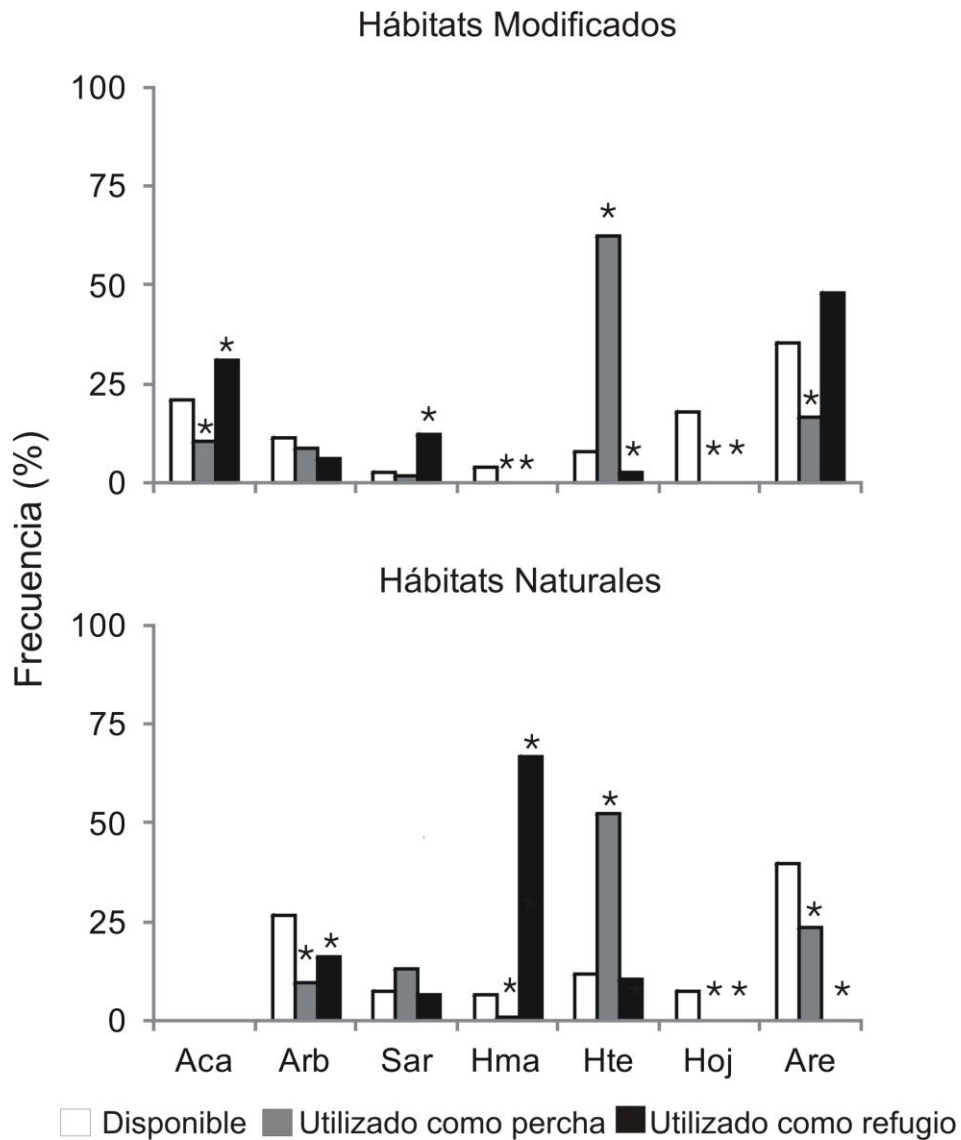 Hábitats Modificados
100
75
50
25
0
* * * ** * * ** *
Hábitats Naturales
100
75
50
25
0
* * * * * ** * *
Aca Arb Sar Hma Hte Hoj Are
Frecuencia (%)
Disponible Utilizado como percha Utilizado como refugio